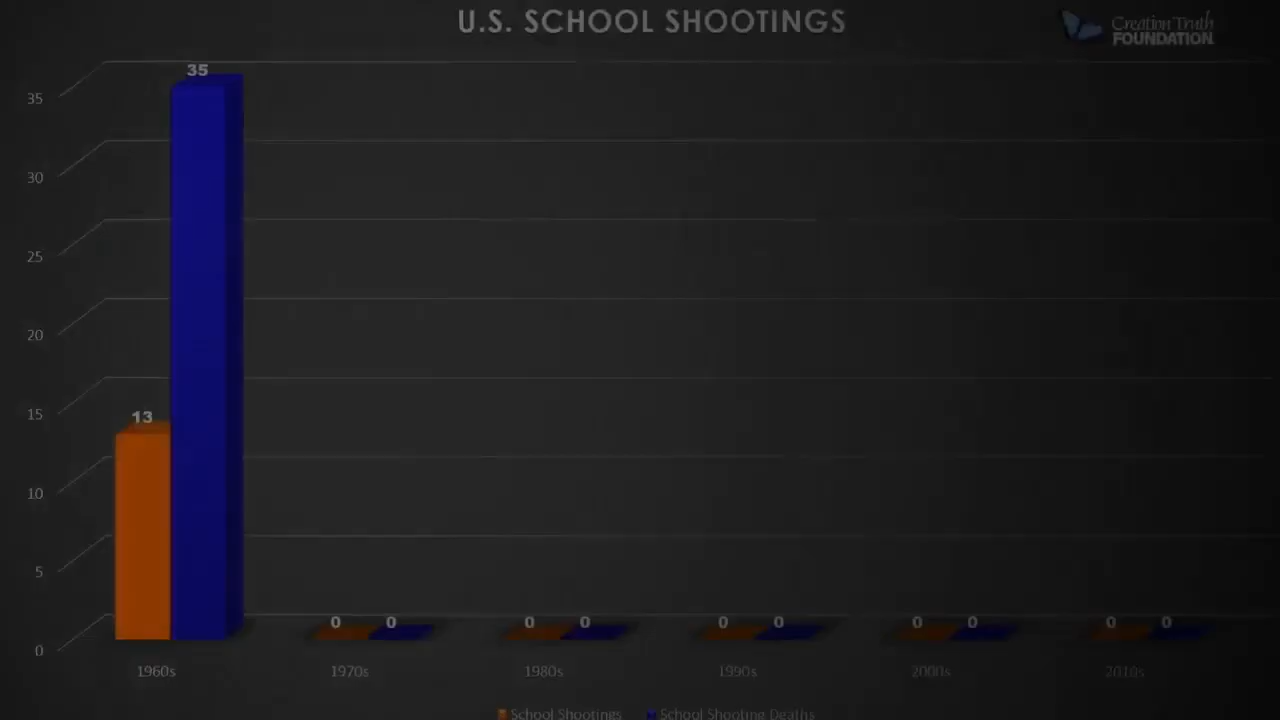 U.S. SCHOOL SHOOTINGS
Creation Truth
FOUNDATION
35
35
30
25
20
15
13
10
5
0
0 0 0 0 0 0 0 0 0 0
1960s 1970s 1980s 1990s 2000s 2010s
School Shootings School Shooting Deaths